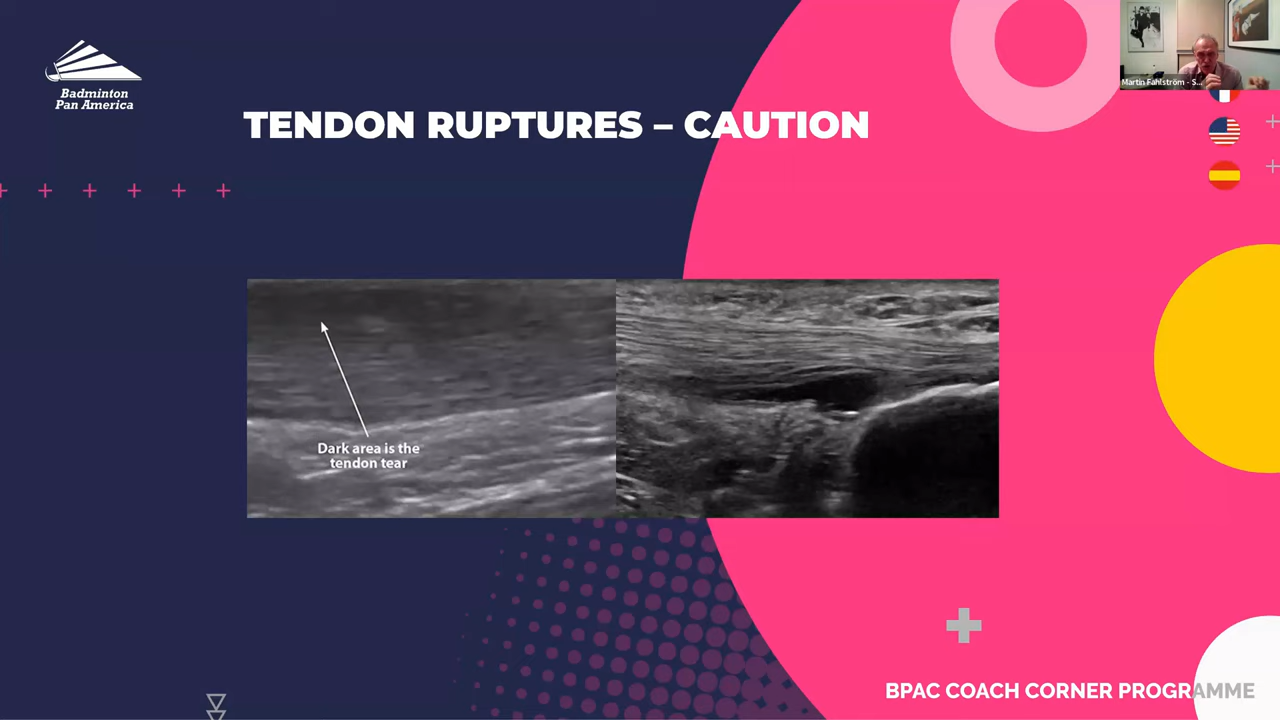 Badminton
Pan America
TENDON RUPTURES – CAUTION
Martin Fahlström - S...
Dark area is the
tendon tear
BPAC COACH CORNER PROGRAMME